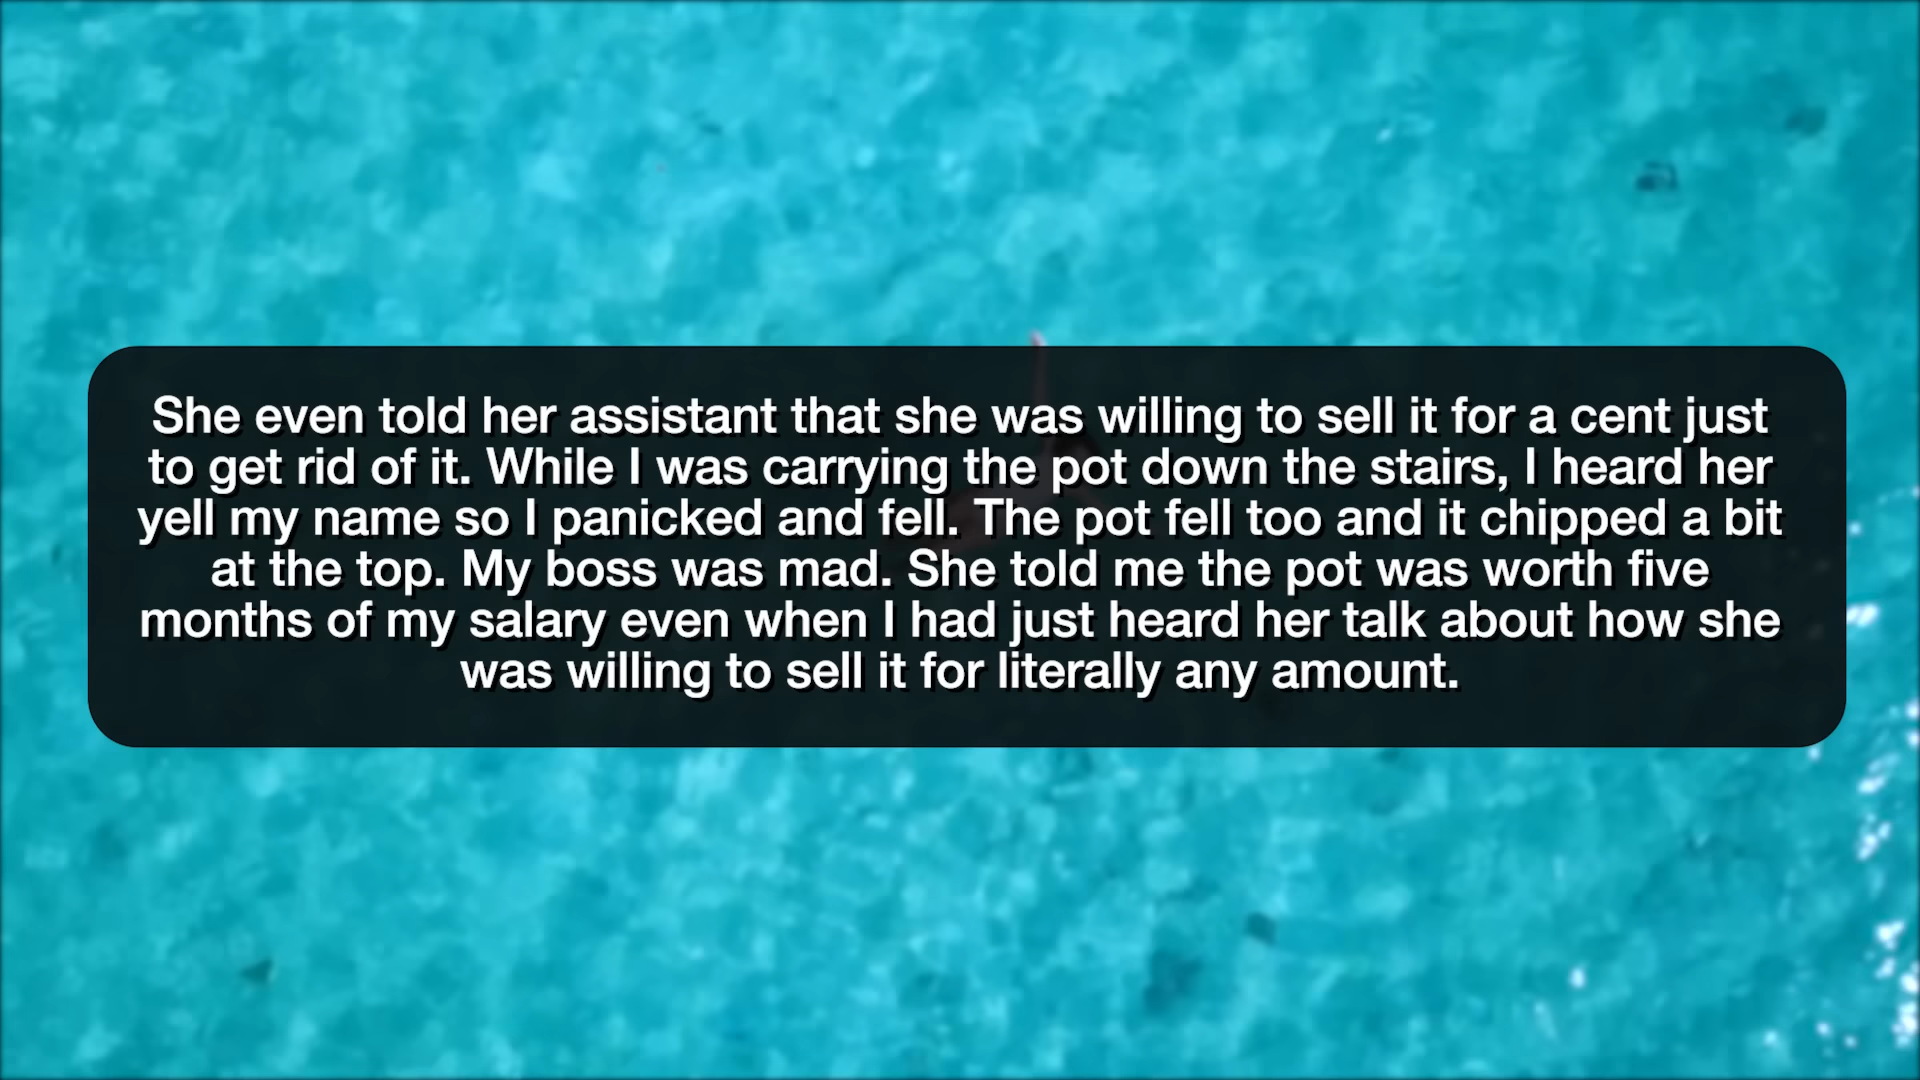 She even told her assistant that she was willing to sell it for a cent just
to get rid of it. While I was carrying the pot down the stairs, I heard her
yell my name so I panicked and fell. The pot fell too and it chipped a bit
at the top. My boss was mad. She told me the pot was worth five
months of my salary even when I had just heard her talk about how she
was willing to sell it for literally any amount.